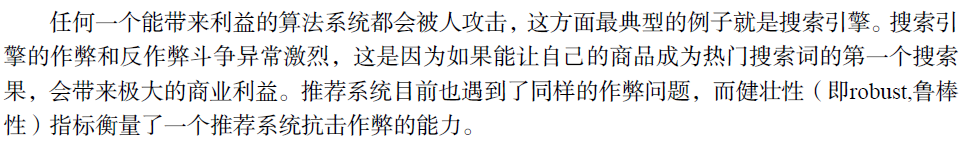 任何一个能带来利益的算法系统都会被人攻击，这方面最典型的例子就是搜索引擎。搜索引
擎的作弊和反作弊斗争异常激烈，这是因为如果能让自己的商品成为热门搜索词的第一个搜索
果，会带来极大的商业利益。推荐系统目前也遇到了同样的作弊问题，而健壮性（即robust,鲁棒
性）指标衡量了一个推荐系统抗击作弊的能力。